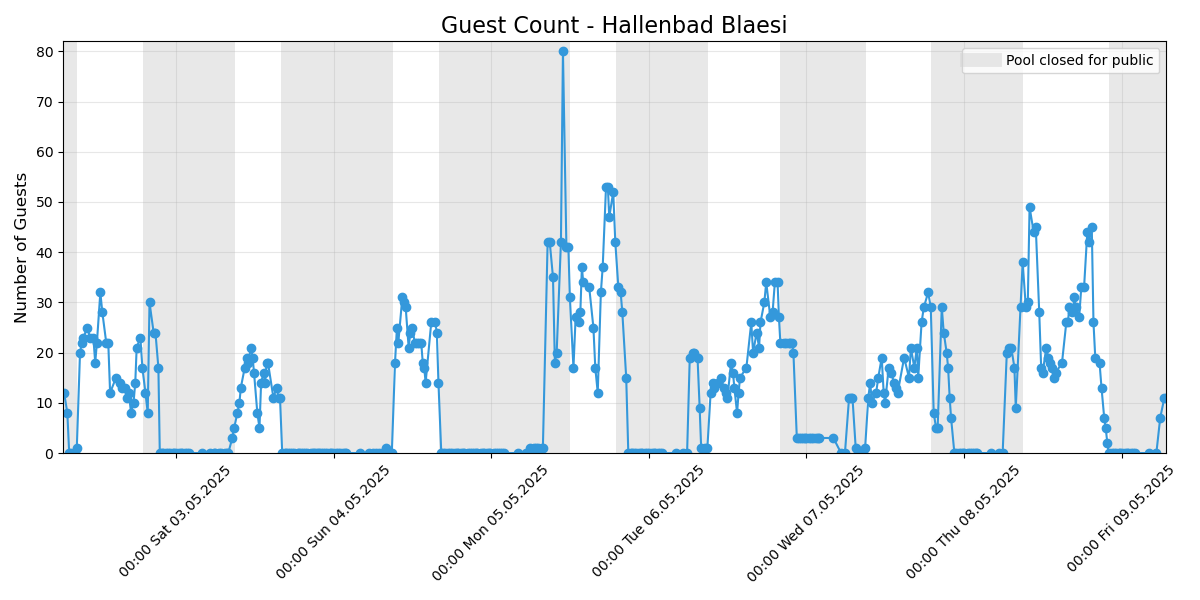 Guest Count - Hallenbad Blaesi
Pool closed for public
Number of Guests
80
70
60
50
40
30
20
10
0
00:00 Sat 03.05.2025
00:00 Sun 04.05.2025
00:00 Mon 05.05.2025
00:00 Tue 06.05.2025
00:00 Wed 07.05.2025
00:00 Thu 08.05.2025
00:00 Fri 09.05.2025